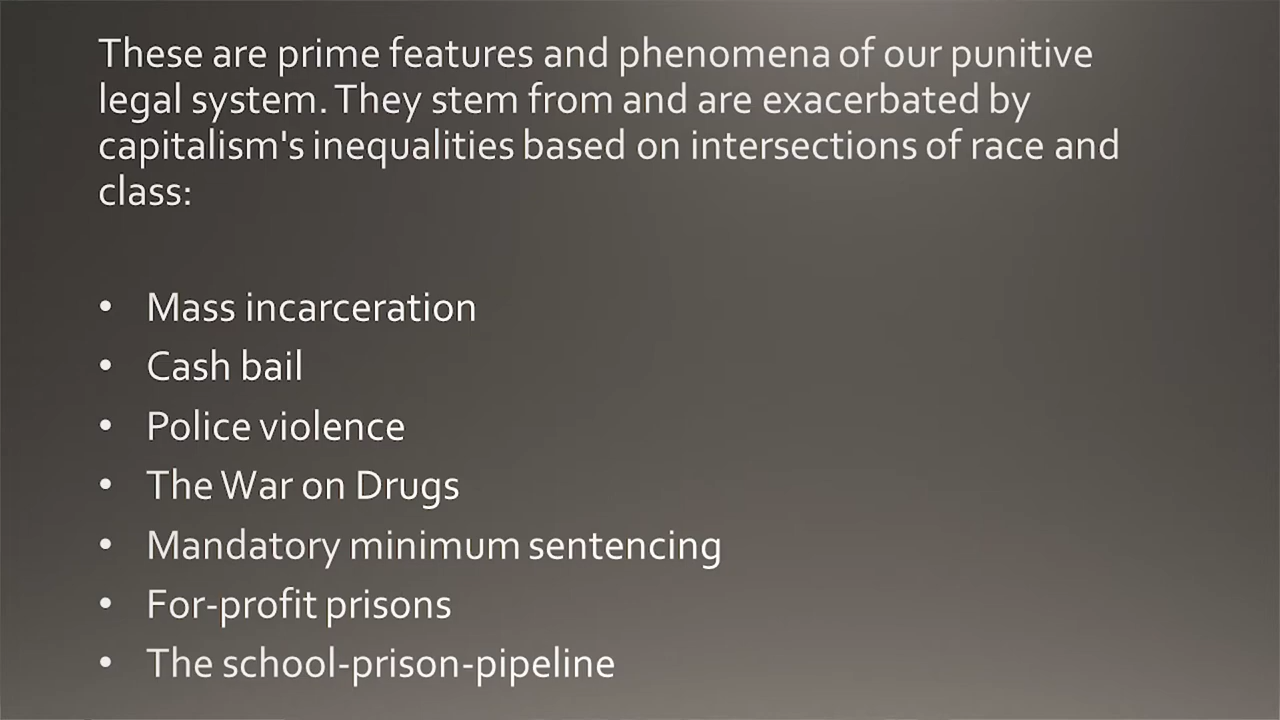 These are prime features and phenomena of our punitive
legal system. They stem from and are exacerbated by
capitalism's inequalities based on intersections of race and
class:
• Mass incarceration
• Cash bail
• Police violence
• The War on Drugs
• Mandatory minimum sentencing
• For-profit prisons
• The school-prison-pipeline